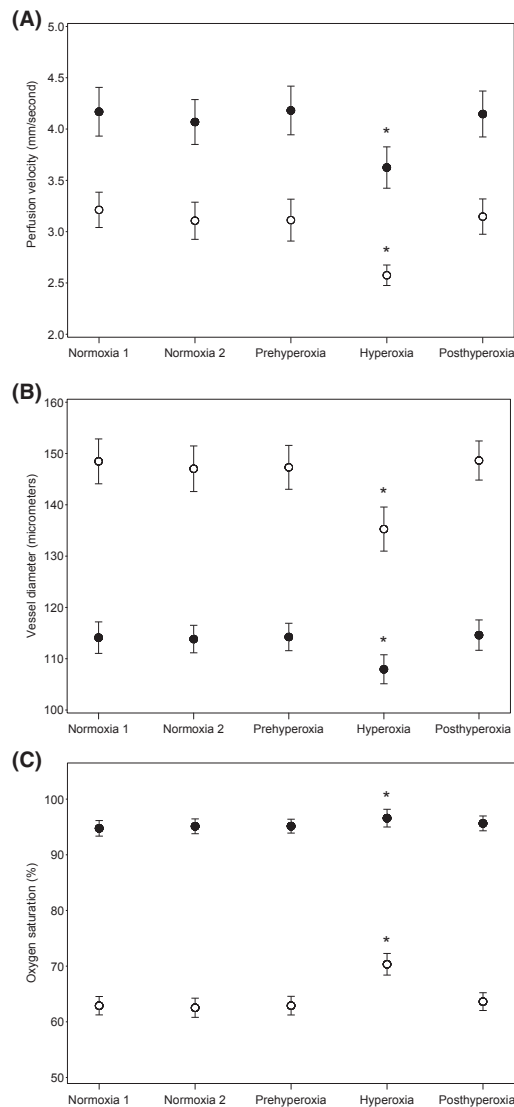 (A)
Perfusion velocity (mm/second)
5.0
4.5
4.0
3.5
3.0
2.5
2.0
*
*
Normoxia 1 Normoxia 2 Prehyperoxia Hyperoxia Posthyperoxia
(B)
Vessel diameter (micrometers)
160
150
140
130
120
110
100
*
*
Normoxia 1 Normoxia 2 Prehyperoxia Hyperoxia Posthyperoxia
(C)
Oxygen saturation (%)
100
90
80
70
60
50
*
*
Normoxia 1 Normoxia 2 Prehyperoxia Hyperoxia Posthyperoxia